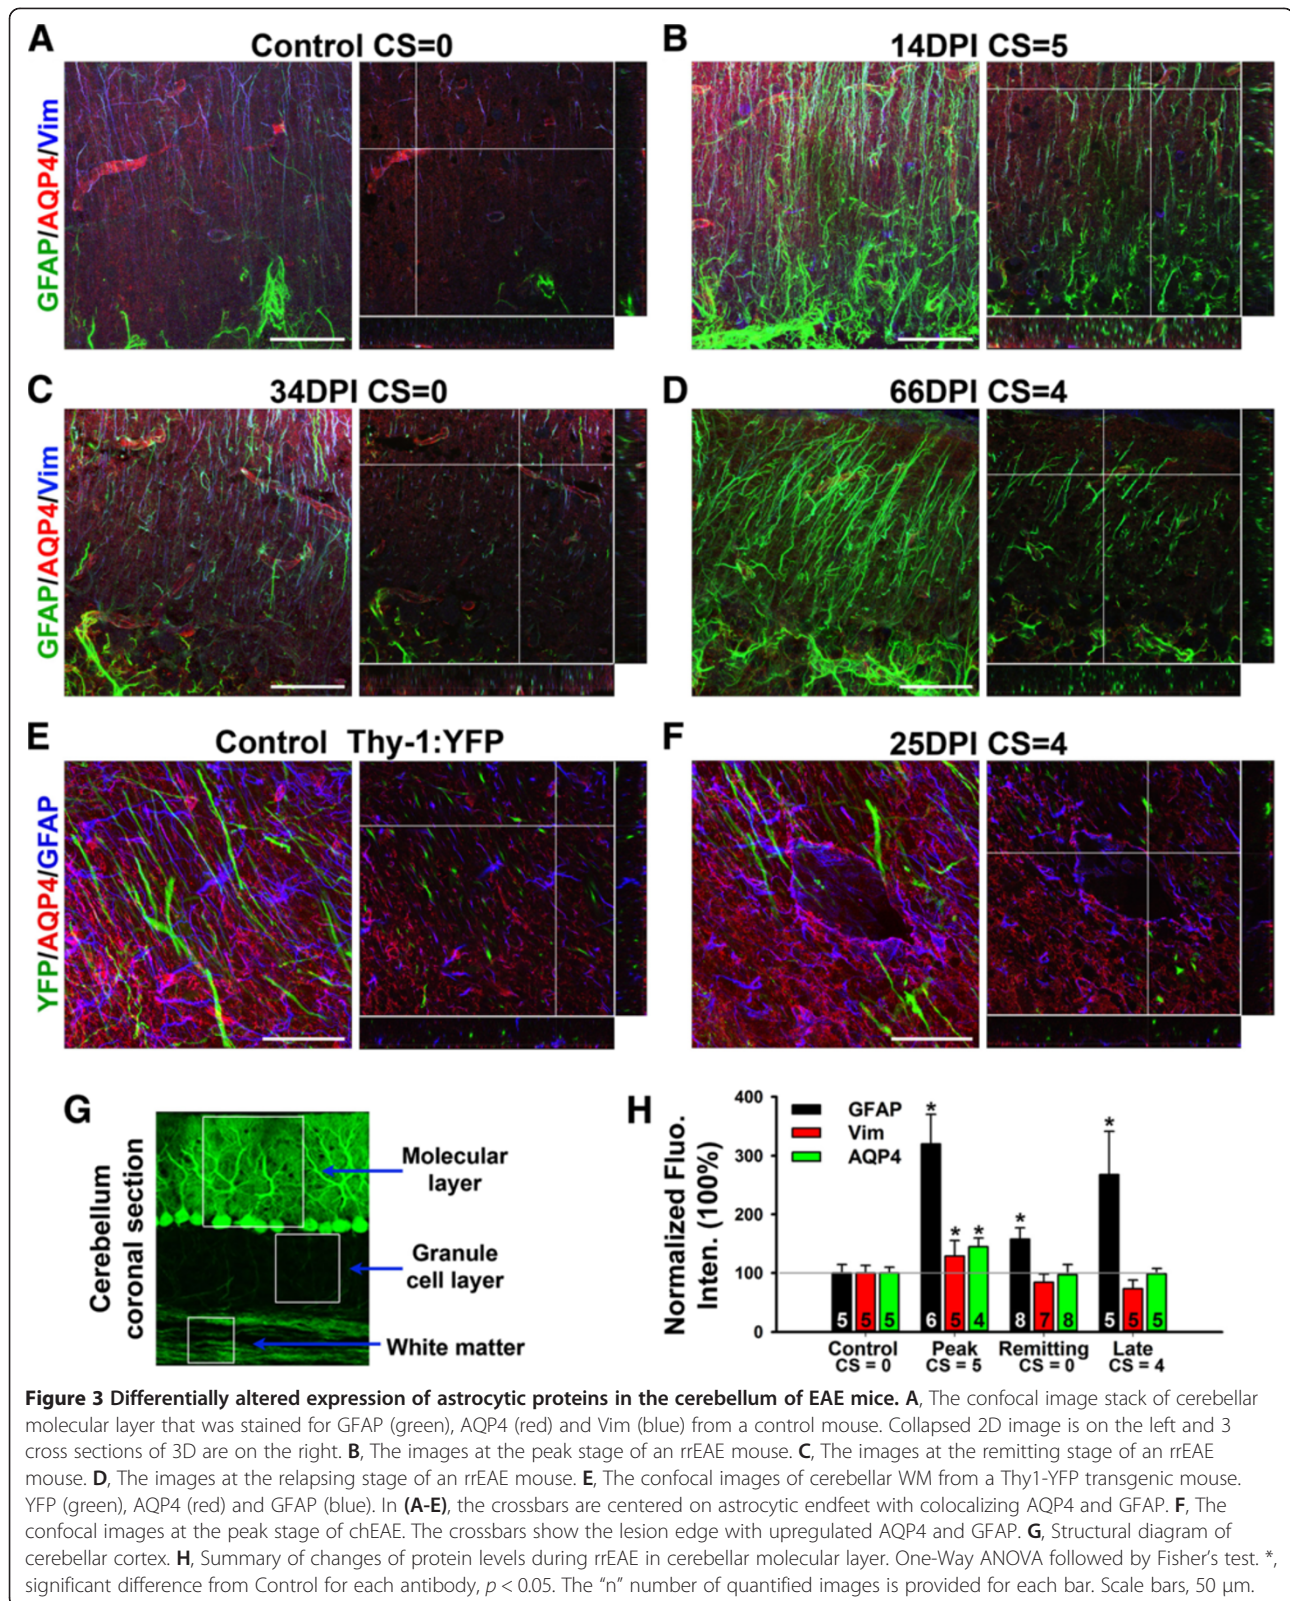 A Control CS=0
B 14DPI CS=5
GFAP/AQP4/Vim
C 34DPI CS=0
D 66DPI CS=4
GFAP/AQP4/Vim
E Control Thy-1:YFP
F 25DPI CS=4
YFP/AQP4/GFAP
G
Cerebellum
coronal section
Molecular
layer
Granule
cell layer
White matter
H
Normalized Fluo.
Inten. (100%)
400
300
200
100
0
GFAP
Vim
AQP4
* * * * *
5 5 5 6 5 4 8 7 8 5 5 5
Control Peak Remitting Late
CS = 0 CS = 5 CS = 0 CS = 4
Figure 3 Differentially altered expression of astrocytic proteins in the cerebellum of EAE mice. A, The confocal image stack of cerebellar
molecular layer that was stained for GFAP (green), AQP4 (red) and Vim (blue) from a control mouse. Collapsed 2D image is on the left and 3
cross sections of 3D are on the right. B, The images at the peak stage of an rrEAE mouse. C, The images at the remitting stage of an rrEAE
mouse. D, The images at the relapsing stage of an rrEAE mouse. E, The confocal images of cerebellar WM from a Thy1-YFP transgenic mouse.
YFP (green), AQP4 (red) and GFAP (blue). In (A-E), the crossbars are centered on astrocytic endfeet with colocalizing AQP4 and GFAP. F, The
confocal images at the peak stage of chEAE. The crossbars show the lesion edge with upregulated AQP4 and GFAP. G, Structural diagram of
cerebellar cortex. H, Summary of changes of protein levels during rrEAE in cerebellar molecular layer. One-Way ANOVA followed by Fisher's test. *,
significant difference from Control for each antibody, p < 0.05. The “n” number of quantified images is provided for each bar. Scale bars, 50 μm.